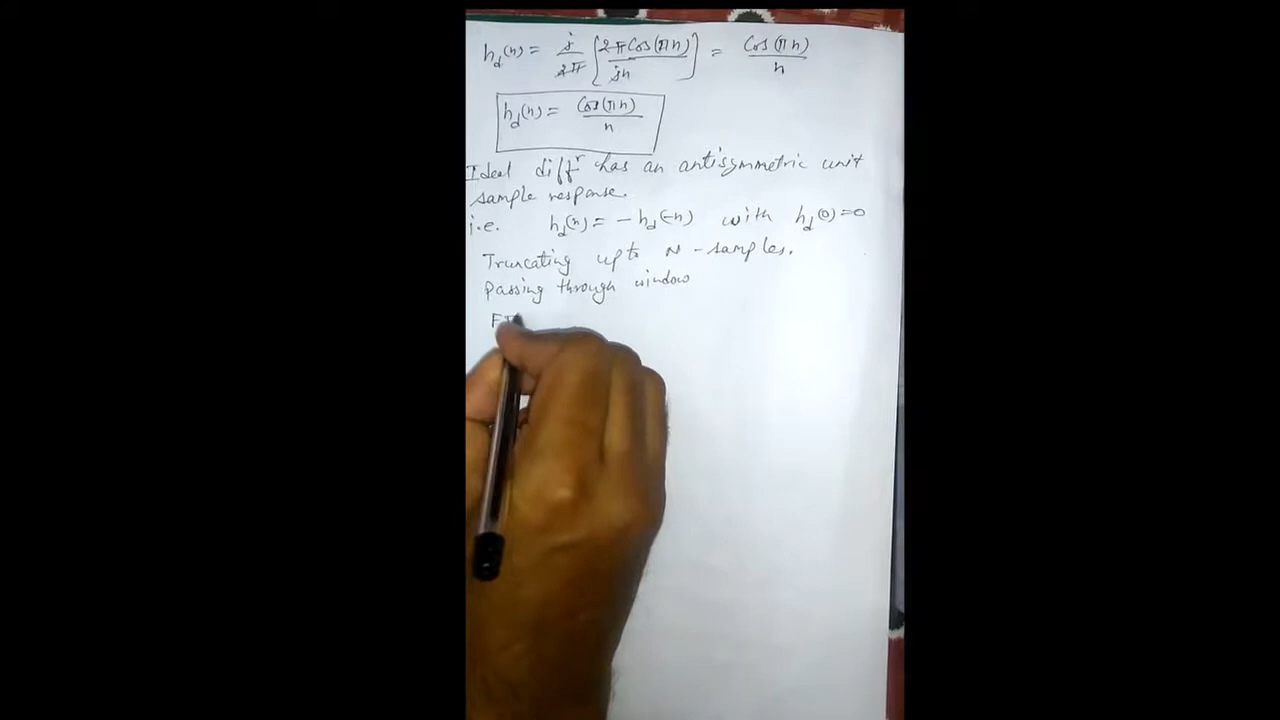 h_d(n) = j/2π [2π Cos(πn)/jn] = Cos(πn)/n
h_d(n) = Cos(πn)/n
Ideal diffr has an antisymmetric unit
sample response.
i.e. h_d(n) = - h_d(-n) with h_d(0)=0
Truncating upto N-samples.
Passing through window